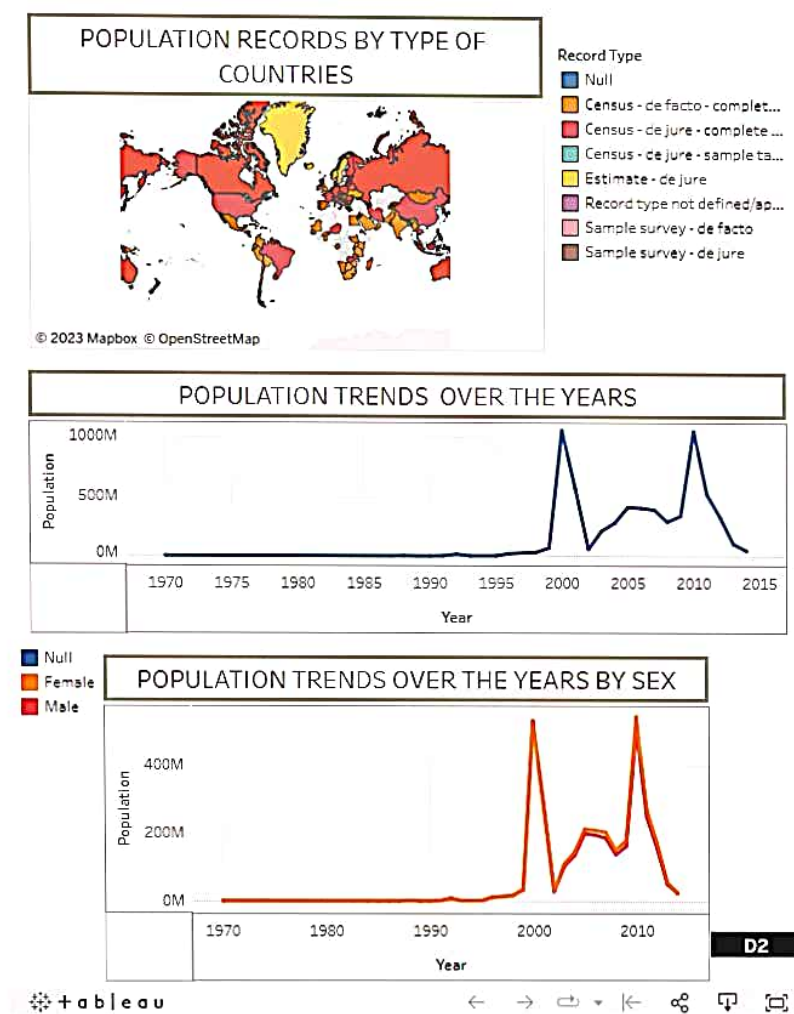 POPULATION RECORDS BY TYPE OF
COUNTRIES
Record Type
Null
Census - de facto - complet...
Census - de jure - complete ...
Census - de jure - sample ta...
Estimate - de jure
Record type not defined/ap...
Sample survey - de facto
Sample survey - de jure
© 2023 Mapbox © OpenStreetMap
POPULATION TRENDS OVER THE YEARS
1000M
500M
0M
Population
1970 1975 1980 1985 1990 1995 2000 2005 2010 2015
Year
Null
Female
Male
POPULATION TRENDS OVER THE YEARS BY SEX
400M
200M
0M
Population
1970 1980 1990 2000 2010
Year
D2
+ableau